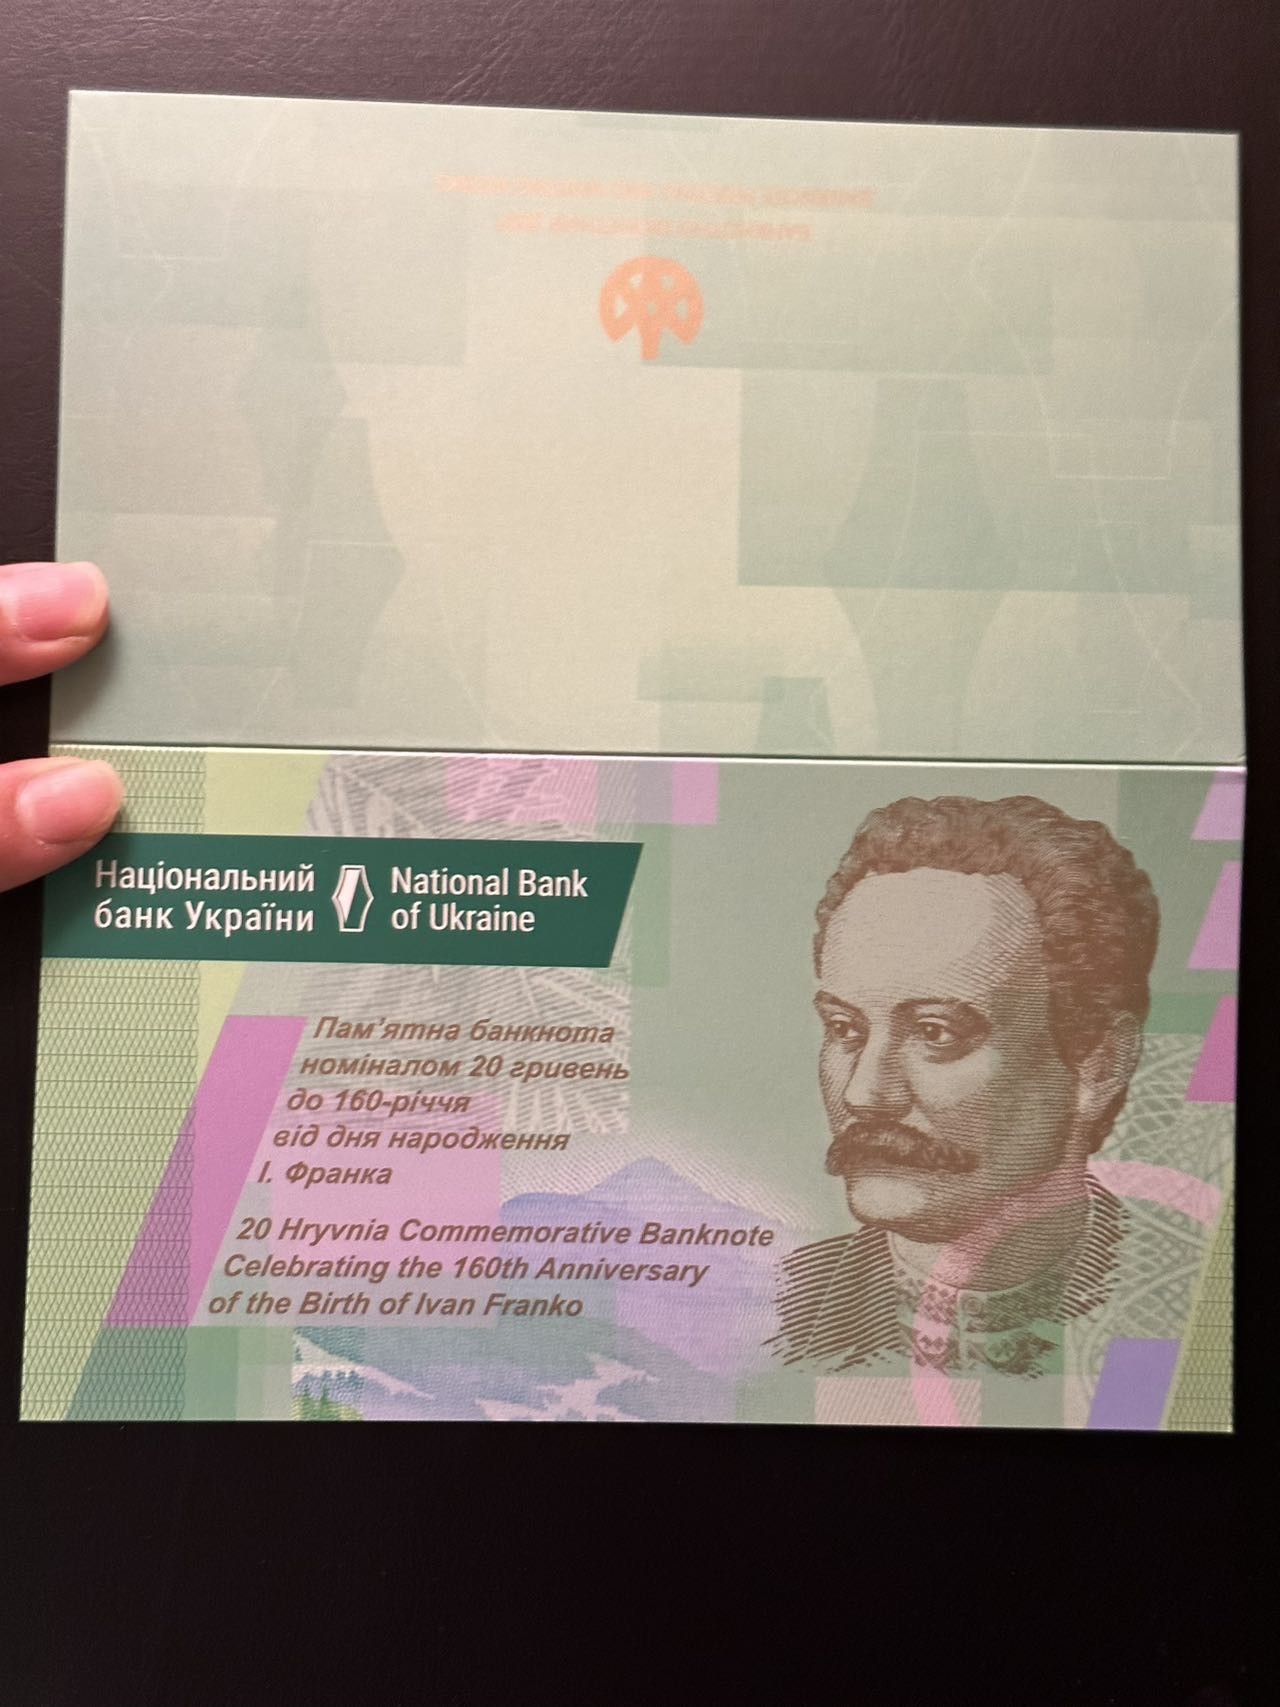 Національний
банк України
National Bank
of Ukraine
Пам'ятна банкнота
номіналом 20 гривень
до 160-річчя
від дня народження
І. Франка
20 Hryvnia Commemorative Banknote
Celebrating the 160th Anniversary
of the Birth of Ivan Franko